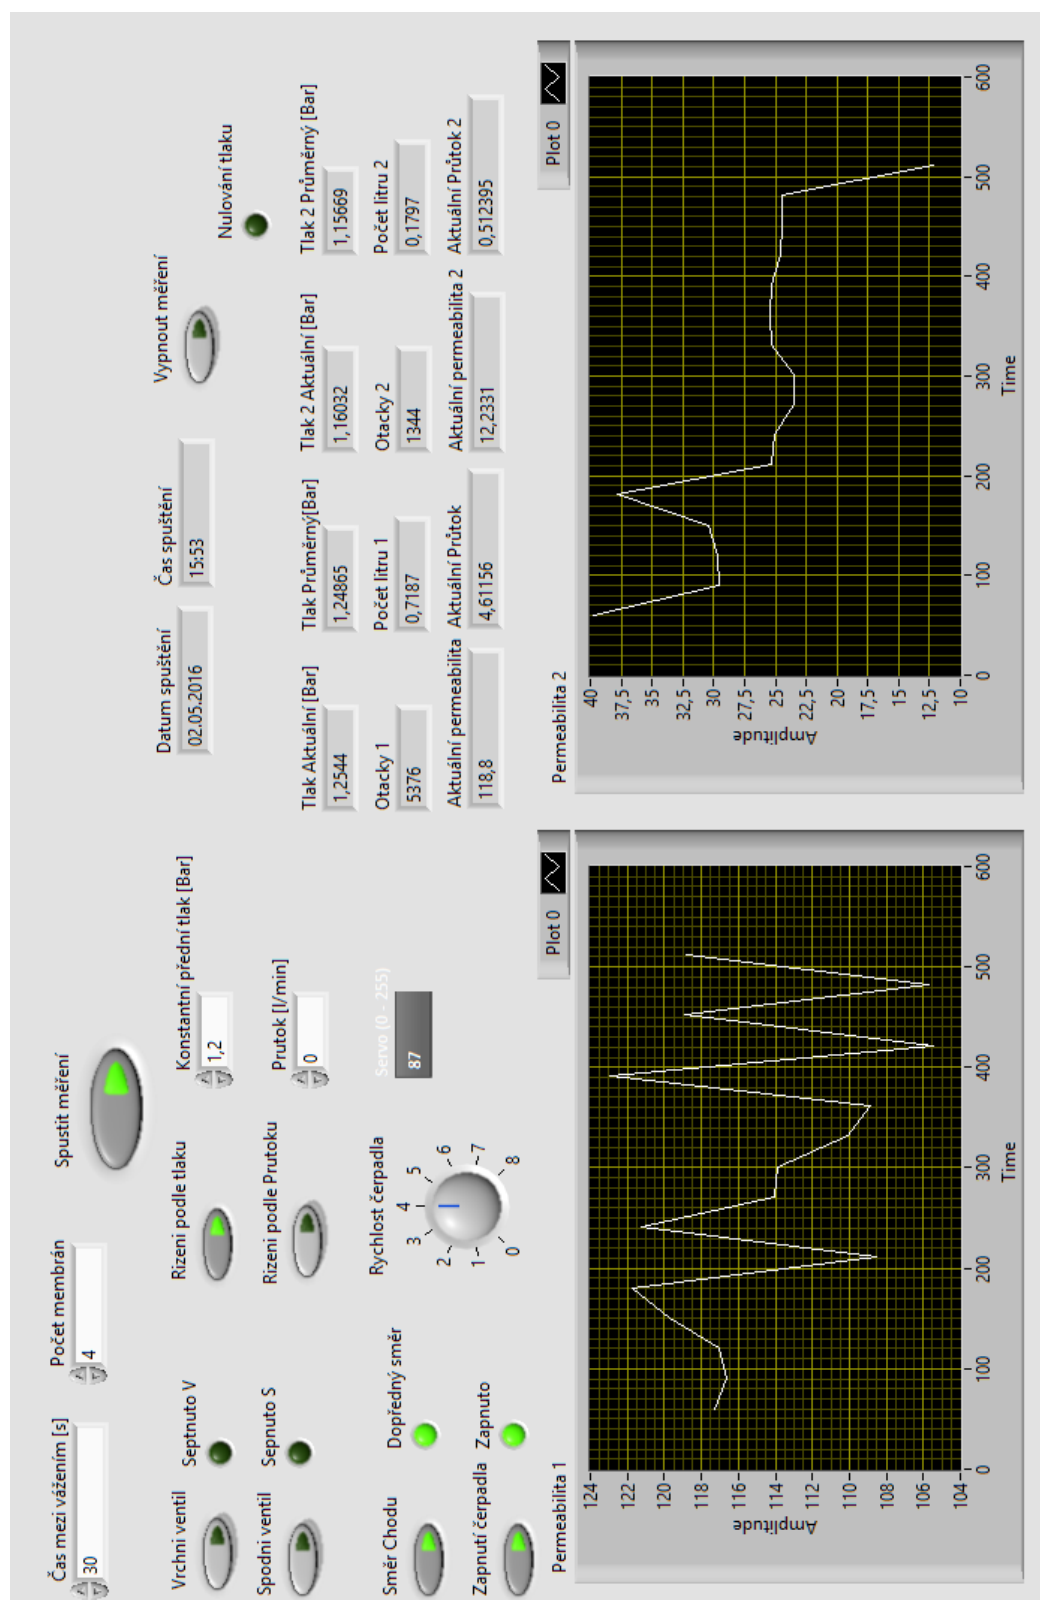 Čas mezi vážením [s]
30
Počet membrán
4
Spustit měření
Vrchni ventil
Septnuto V
Rizeni podle tlaku
Konstantní přední tlak [Bar]
1,2
Spodni ventil
Sepnuto S
Rizeni podle Prutoku
Prutok [l/min]
0
Směr Chodu
Dopředný směr
Rychlost čerpadla
0 1 2 3 4 5 6 7 8
Servo (0 - 255)
87
Zapnutí čerpadla
Zapnuto
Datum spuštění
02.05.2016
Čas spuštění
15:53
Vypnout měření
Nulování tlaku
Tlak Aktuální [Bar]
1,2544
Tlak Průměrný[Bar]
1,24865
Tlak 2 Aktuální [Bar]
1,16032
Tlak 2 Průměrný [Bar]
1,15669
Otacky 1
5376
Počet litru 1
0,7187
Otacky 2
1344
Počet litru 2
0,1797
Aktuální permeabilita
118,8
Aktuální Průtok
4,61156
Aktuální permeabilita 2
12,2331
Aktuální Průtok 2
0,512395
Permeabilita 1
Plot 0
Amplitude
124
122
120
118
116
114
112
110
108
106
104
0 100 200 300 400 500 600
Time
Permeabilita 2
Plot 0
Amplitude
40
37,5
35
32,5
30
27,5
25
22,5
20
17,5
15
12,5
10
0 100 200 300 400 500 600
Time